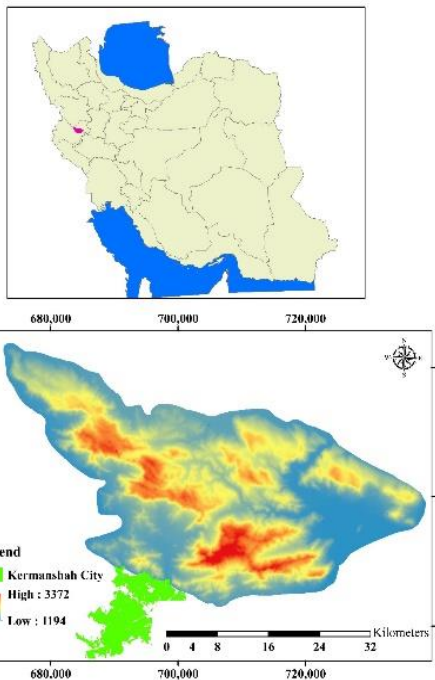 680,000 700,000 720,000
N
S
Kermanshah City
High : 3372
Low : 1194
0 4 8 16 24 32 Kilometers
680,000 700,000 720,000